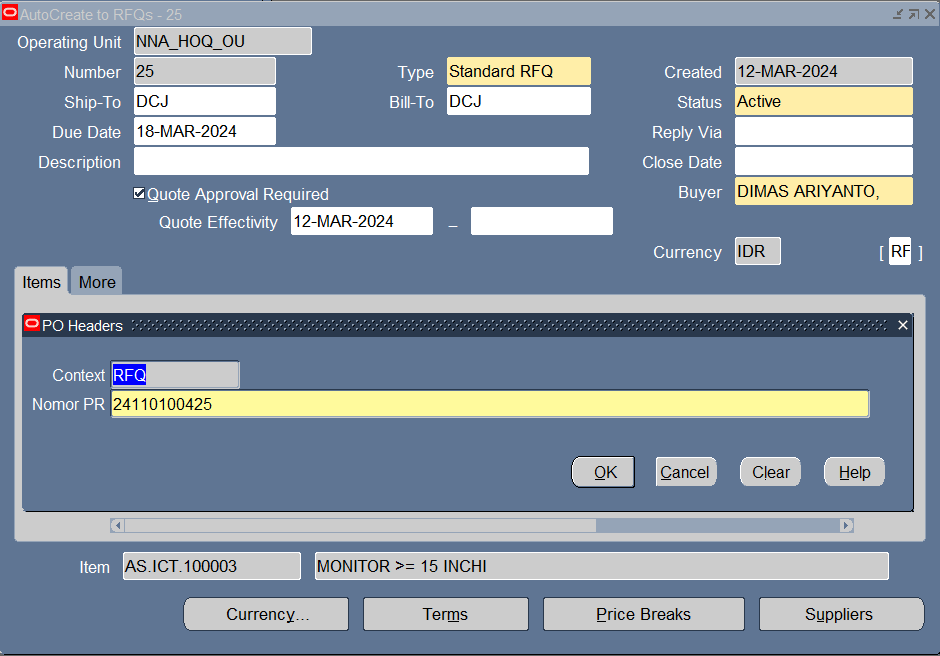 AutoCreate to RFQs - 25
Operating Unit NNA_HOQ_OU
Number 25 Type Standard RFQ Created 12-MAR-2024
Ship-To DCJ Bill-To DCJ Status Active
Due Date 18-MAR-2024 Reply Via
Description Close Date
Quote Approval Required Buyer DIMAS ARIYANTO,
Quote Effectivity 12-MAR-2024 –
Currency IDR [ RF ]
Items More
PO Headers
Context RFQ
Nomor PR 24110100425
OK Cancel Clear Help
Item AS.ICT.100003 MONITOR >= 15 INCHI
Currency... Terms Price Breaks Suppliers